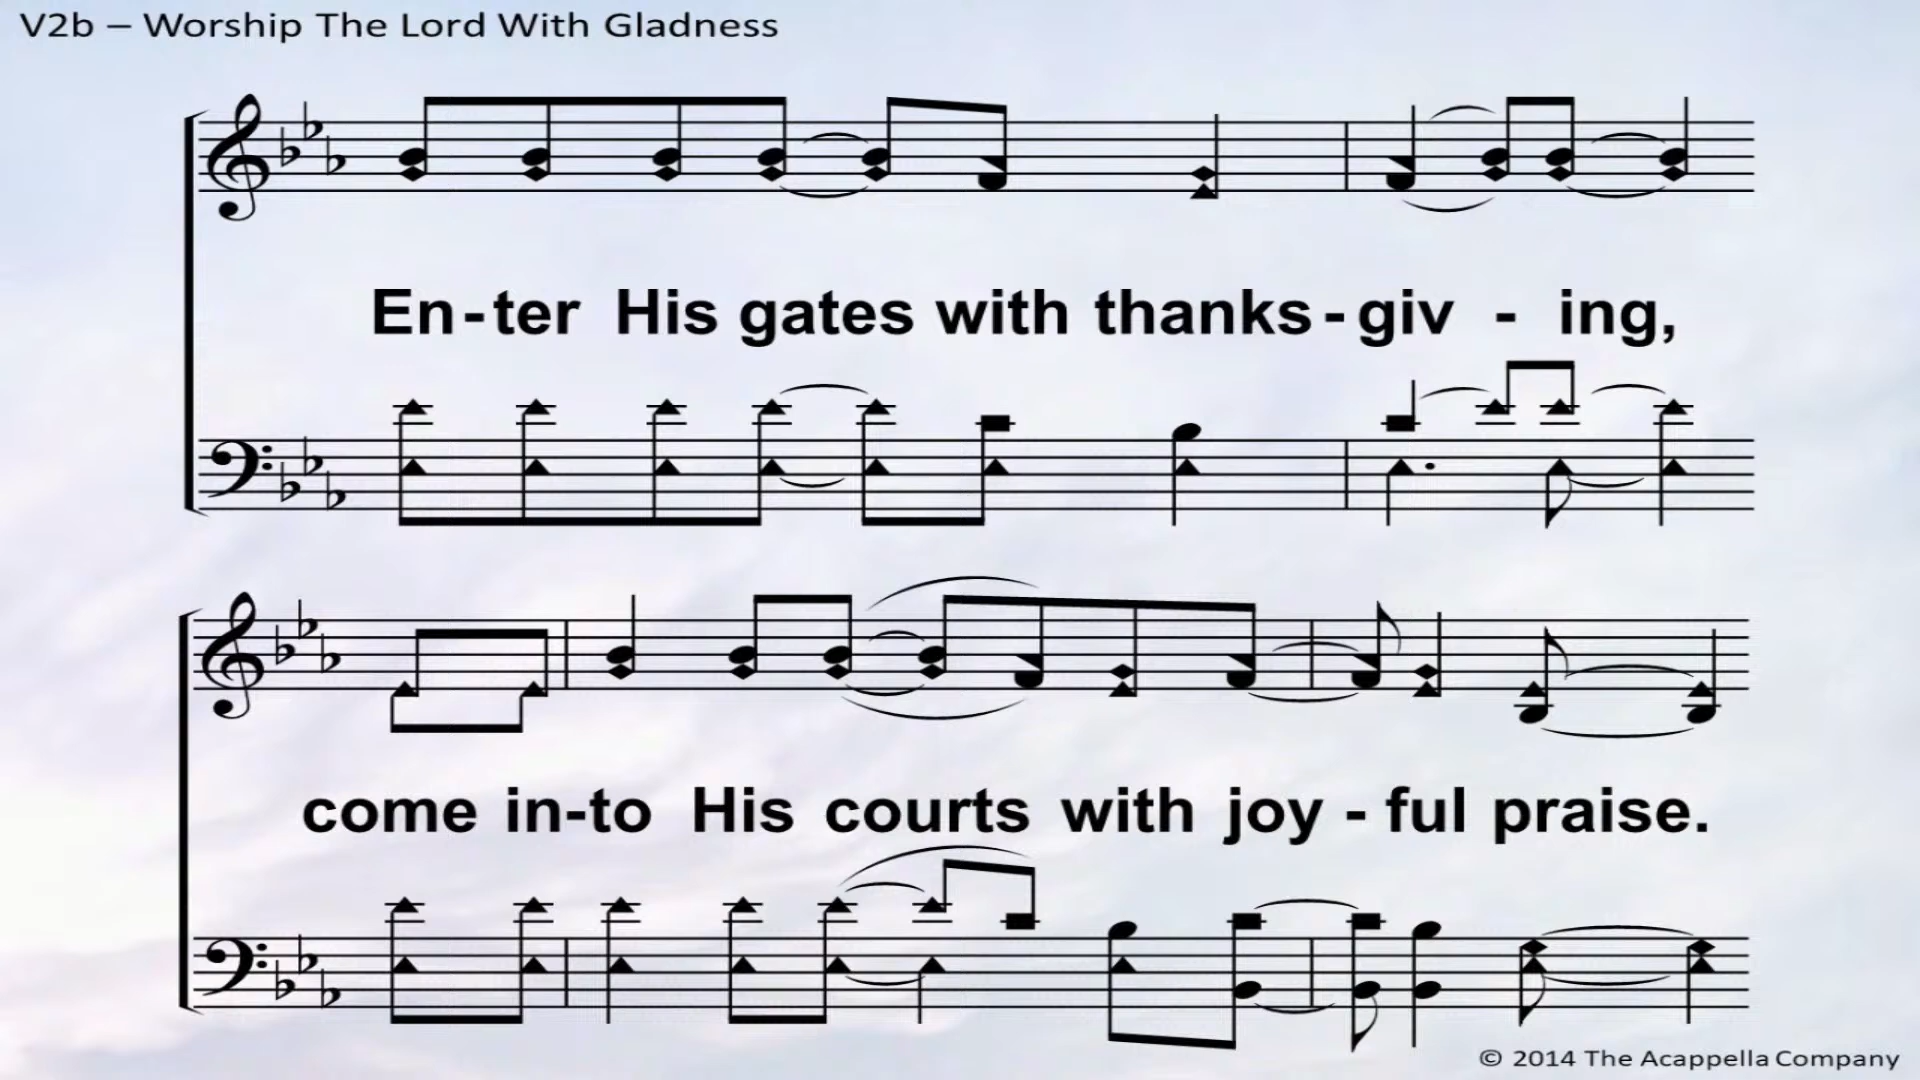 V2b – Worship The Lord With Gladness
En-ter His gates with thanks-giv - ing,
come in-to His courts with joy - ful praise.
© 2014 The Acappella Company